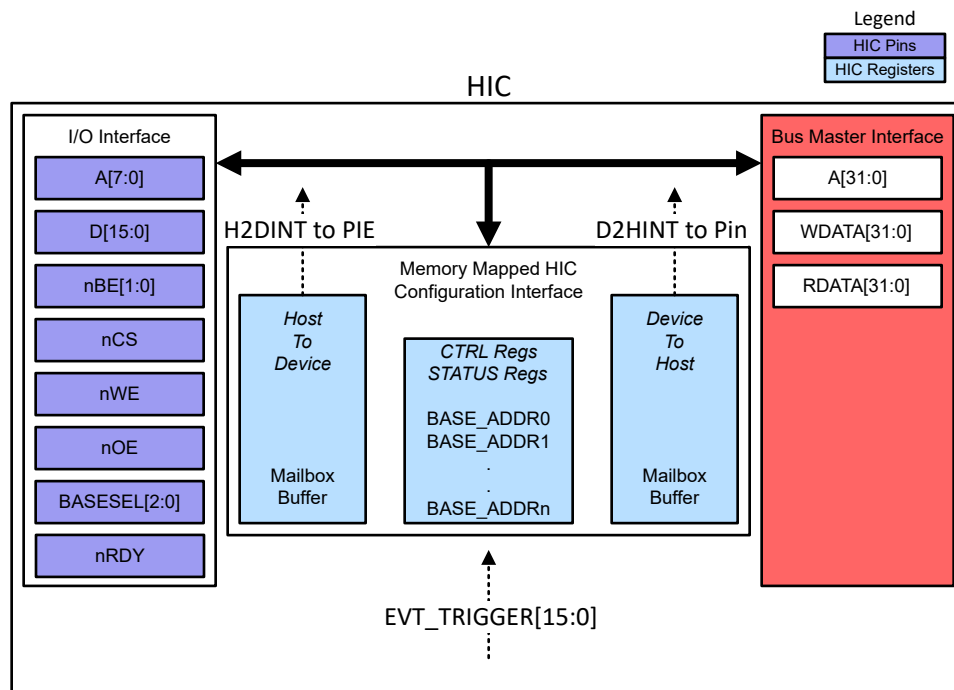 Legend
HIC Pins
HIC Registers
HIC
I/O Interface
A[7:0]
D[15:0]
nBE[1:0]
nCS
nWE
nOE
BASESEL[2:0]
nRDY
H2DINT to PIE
D2HINT to Pin
Memory Mapped HIC
Configuration Interface
Host
To
Device
Mailbox
Buffer
CTRL Regs
STATUS Regs
BASE_ADDR0
BASE_ADDR1
.
.
BASE_ADDRn
Device
To
Host
Mailbox
Buffer
EVT_TRIGGER[15:0]
Bus Master Interface
A[31:0]
WDATA[31:0]
RDATA[31:0]